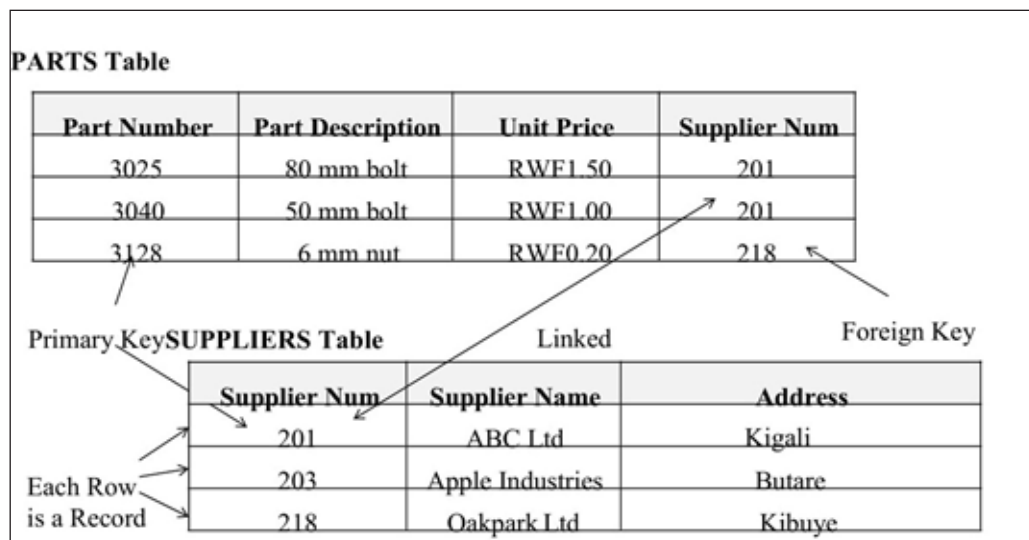 PARTS Table
Part Number Part Description Unit Price Supplier Num
3025 80 mm bolt RWF1.50 201
3040 50 mm bolt RWF1.00 201
3128 6 mm nut RWF0.20 218
Primary KeySUPPLIERS Table Linked Foreign Key
Supplier Num Supplier Name Address
201 ABC Ltd Kigali
203 Apple Industries Butare
Each Row
is a Record
218 Oakpark Ltd Kibuye